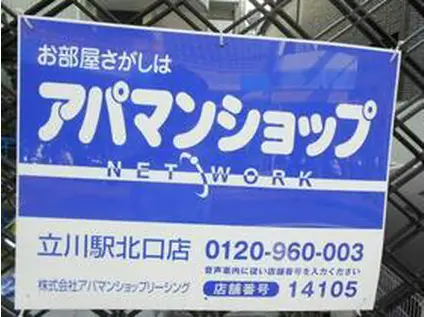 お部屋さがしは
アパマンショップ
NETWORK
立川駅北口店 0120-960-003
音声案内に従い店舗番号を入力ください
株式会社アパマンショップリーシング 店舗番号 14105